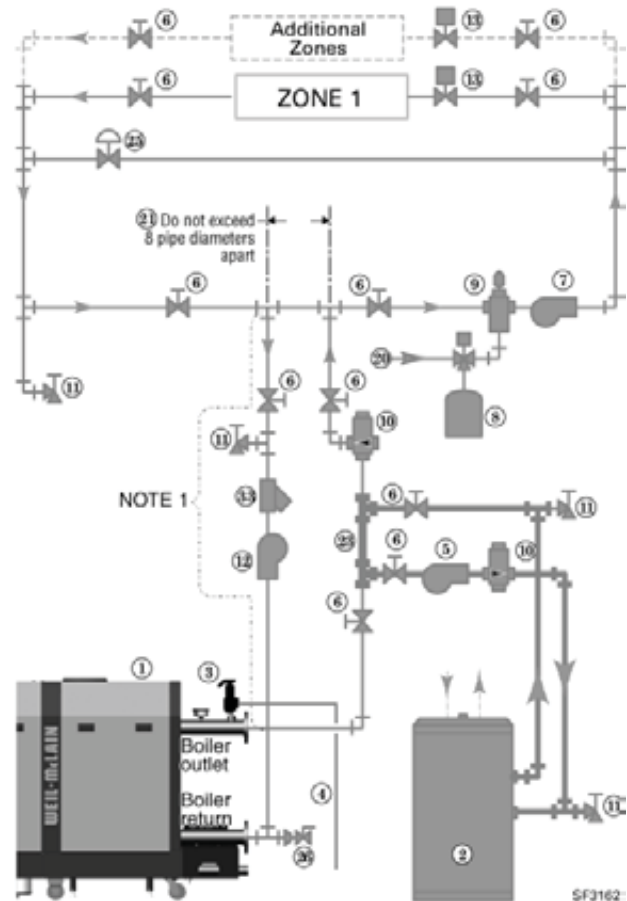 6
Additional
Zones
13
6
6
ZONE 1
13
6
25
21 Do not exceed
8 pipe diameters
apart
6
6
9
7
20
11
6
6
8
11
10
NOTE 1
33
6
11
23
6
5
10
12
6
1
3
WEIL-McLAIN
Boiler
outlet
4
Boiler
return
11
26
2
SF3162